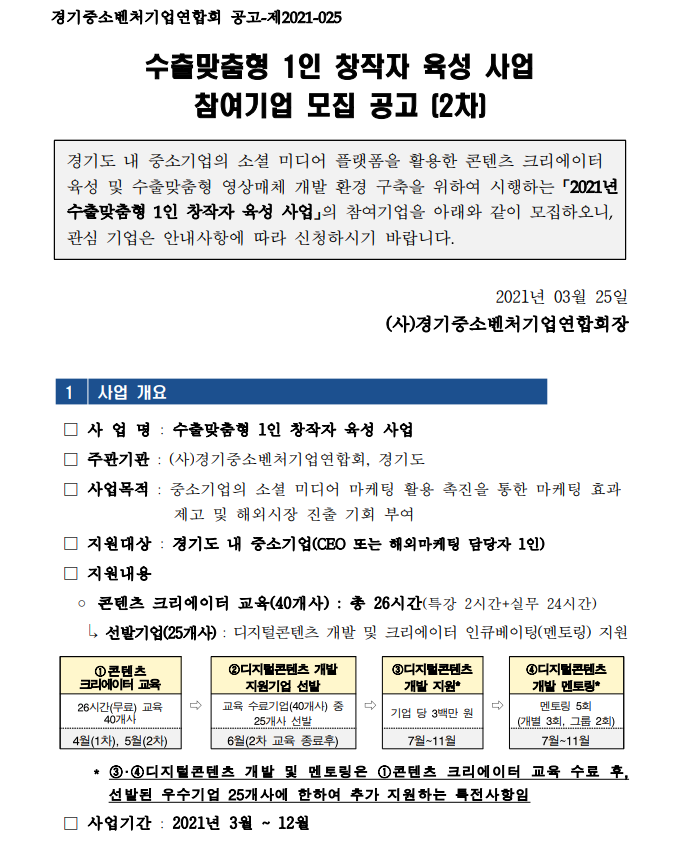 경기중소벤처기업연합회 공고-제2021-025
수출맞춤형 1인 창작자 육성 사업
참여기업 모집 공고 (2차)
경기도 내 중소기업의 소셜 미디어 플랫폼을 활용한 콘텐츠 크리에이터
육성 및 수출맞춤형 영상매체 개발 환경 구축을 위하여 시행하는 「2021년
수출맞춤형 1인 창작자 육성 사업」의 참여기업을 아래와 같이 모집하오니,
관심 기업은 안내사항에 따라 신청하시기 바랍니다.
2021년 03월 25일
(사)경기중소벤처기업연합회장
1 사업 개요
□ 사 업 명 : 수출맞춤형 1인 창작자 육성 사업
□ 주관기관 : (사)경기중소벤처기업연합회, 경기도
□ 사업목적 : 중소기업의 소셜 미디어 마케팅 활용 촉진을 통한 마케팅 효과
제고 및 해외시장 진출 기회 부여
□ 지원대상 : 경기도 내 중소기업(CEO 또는 해외마케팅 담당자 1인)
□ 지원내용
○ 콘텐츠 크리에이터 교육(40개사) : 총 26시간(특강 2시간+실무 24시간)
↳ 선발기업(25개사) : 디지털콘텐츠 개발 및 크리에이터 인큐베이팅(멘토링) 지원
①콘텐츠
크리에이터 교육
26시간(무료) 교육
40개사
4월(1차), 5월(2차)
⇨
②디지털콘텐츠 개발
지원기업 선발
교육 수료기업(40개사) 중
25개사 선발
6월(2차 교육 종료후)
⇨
③디지털콘텐츠
개발 지원*
기업 당 3백만 원
7월~11월
⇨
④디지털콘텐츠
개발 멘토링*
멘토링 5회
(개별 3회, 그룹 2회)
7월~11월
* ③·④디지털콘텐츠 개발 및 멘토링은 ①콘텐츠 크리에이터 교육 수료 후,
선발된 우수기업 25개사에 한하여 추가 지원하는 특전사항임
□ 사업기간 : 2021년 3월 ~ 12월